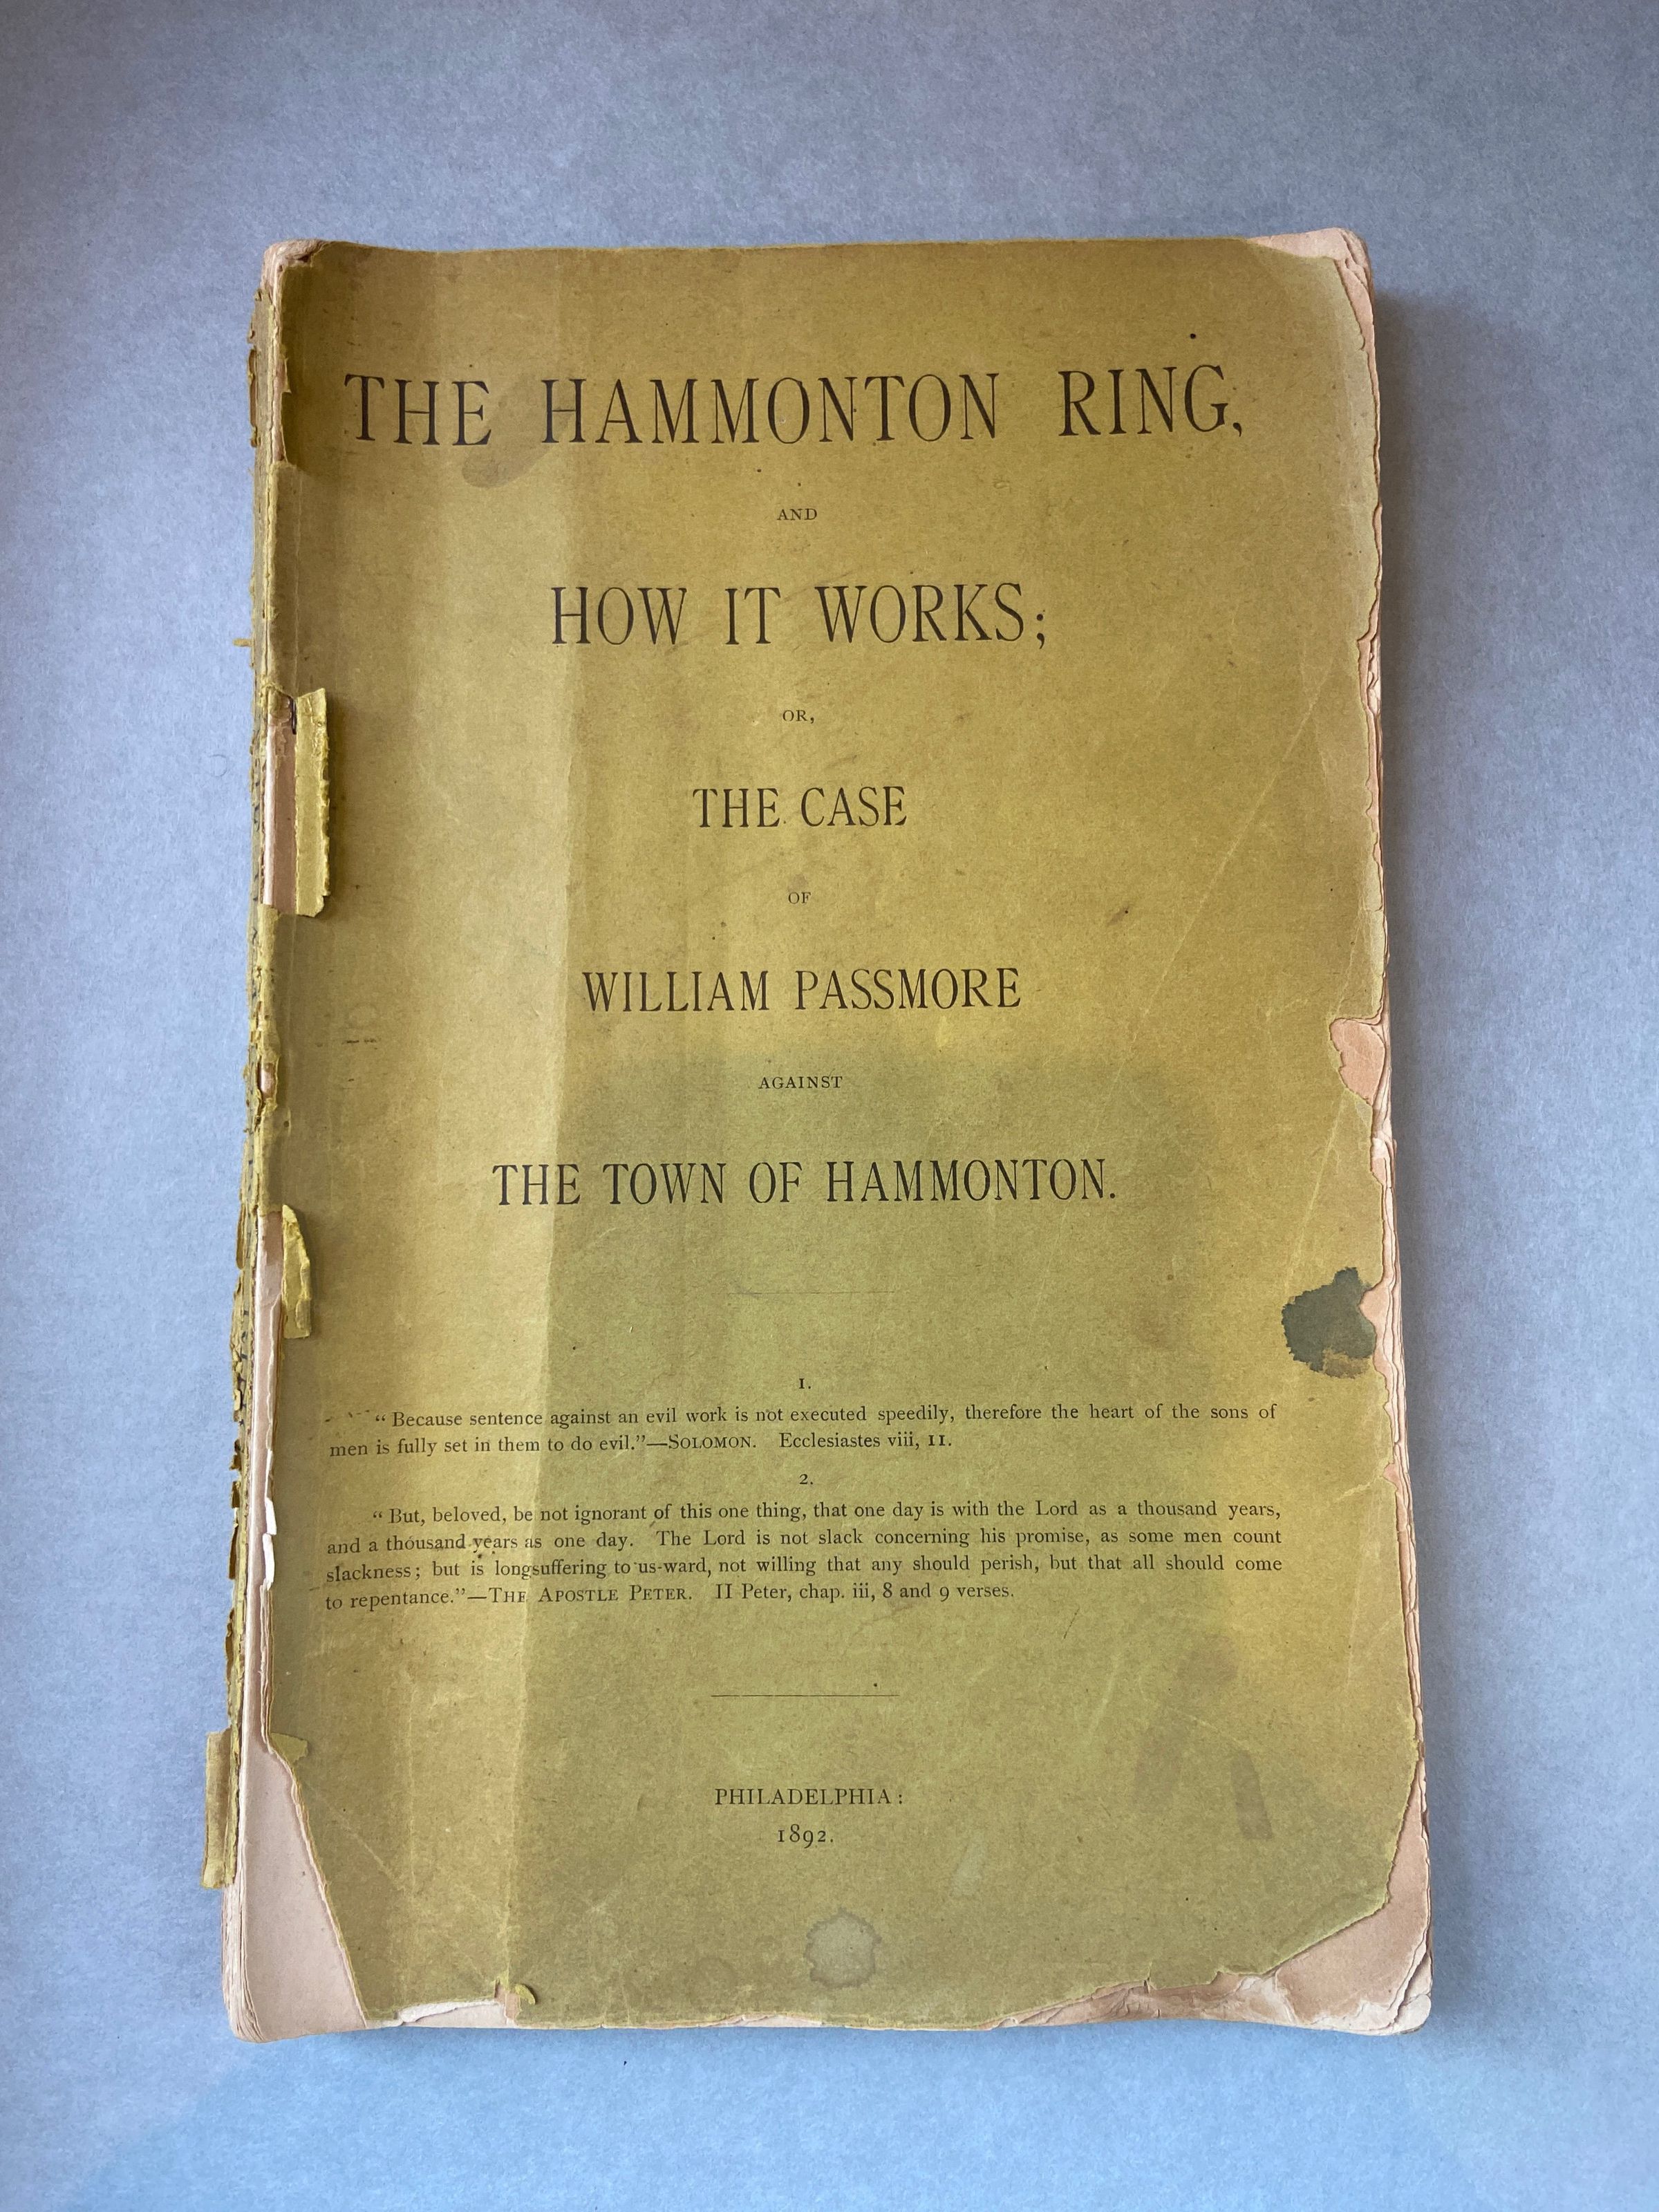 THE HAMMONTON RING,
AND
HOW IT WORKS;
OR,
THE CASE
OF
WILLIAM PASSMORE
AGAINST
THE TOWN OF HAMMONTON.
1.
“Because sentence against an evil work is not executed speedily, therefore the heart of the sons of
men is fully set in them to do evil.”—SOLOMON. Ecclesiastes viii, 11.
2.
“But, beloved, be not ignorant of this one thing, that one day is with the Lord as a thousand years,
and a thousand years as one day. The Lord is not slack concerning his promise, as some men count
slackness; but is longsuffering to us-ward, not willing that any should perish, but that all should come
to repentance.”—THE APOSTLE PETER. II Peter, chap. iii, 8 and 9 verses.
PHILADELPHIA:
1892.